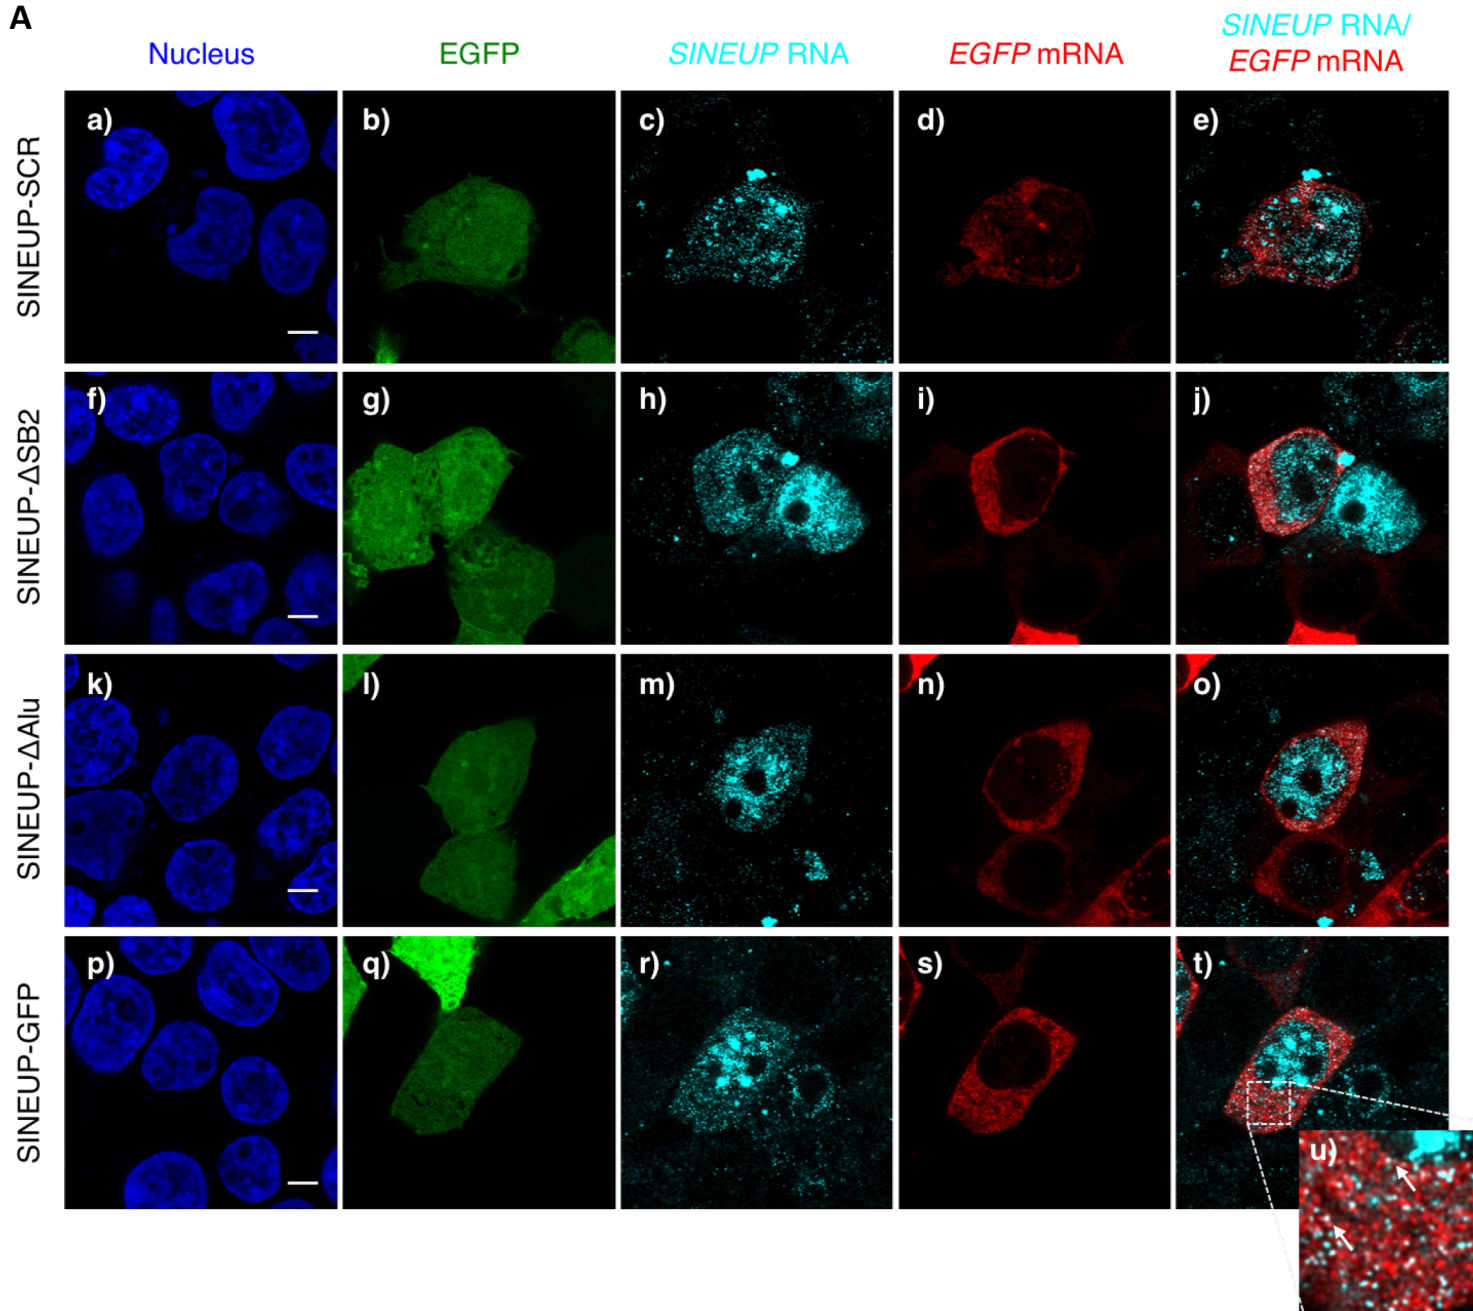 A
Nucleus
EGFP
SINEUP RNA
EGFP mRNA
SINEUP RNA/
EGFP mRNA
SINEUP-SCR
a)
b)
c)
d)
e)
SINEUP-ΔSB2
f)
g)
h)
i)
j)
SINEUP-ΔAlu
k)
l)
m)
n)
o)
SINEUP-GFP
p)
q)
r)
s)
t)
u)